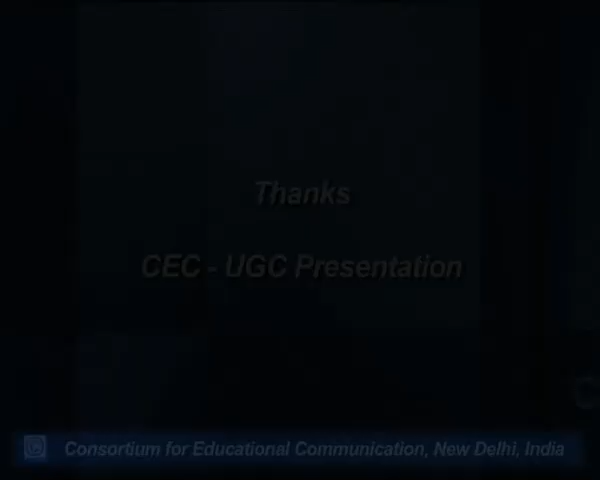 Thanks
CEC - UGC Presentation
Consortium for Educational Communication, New Delhi, India